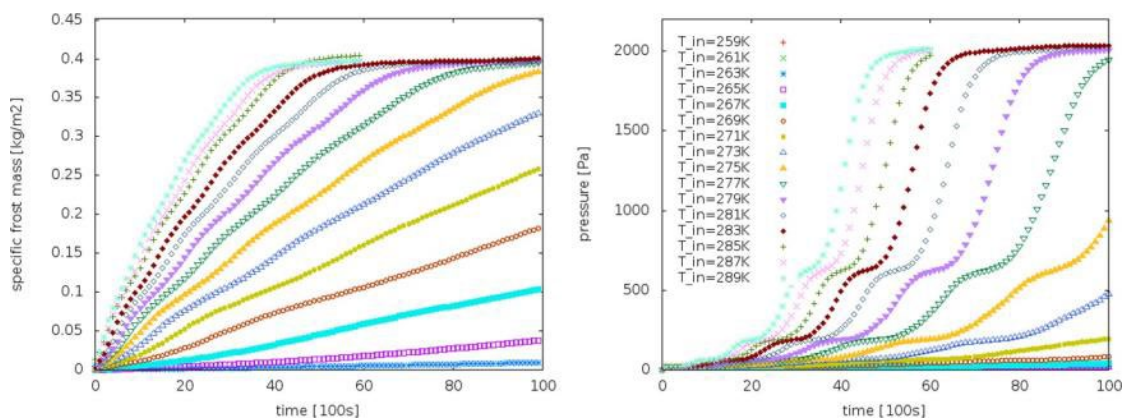 0.45
0.4
0.35
0.3
0.25
0.2
0.15
0.1
0.05
0
specific frost mass [kg/m2]
0 20 40 60 80 100
time [100s]
2000
1500
1000
500
0
pressure [Pa]
T_in=259K
T_in=261K
T_in=263K
T_in=265K
T_in=267K
T_in=269K
T_in=271K
T_in=273K
T_in=275K
T_in=277K
T_in=279K
T_in=281K
T_in=283K
T_in=285K
T_in=287K
T_in=289K
0 20 40 60 80 100
time [100s]